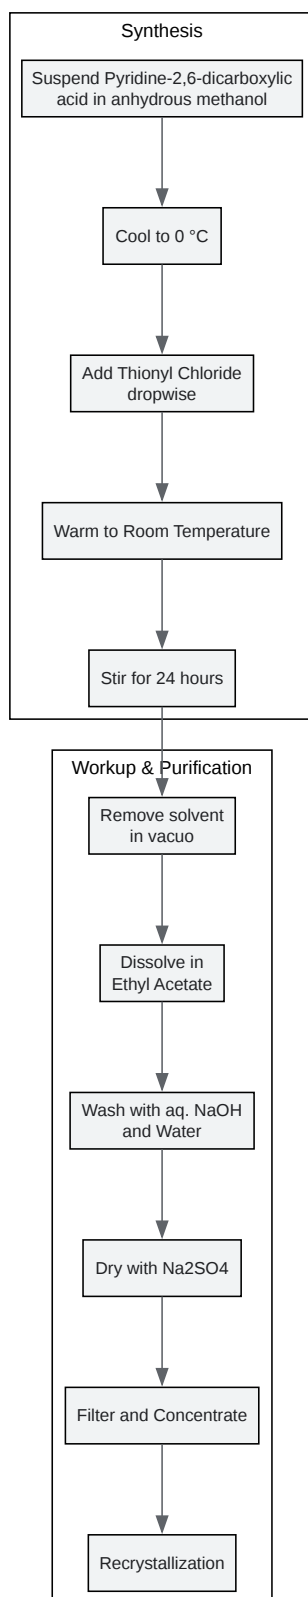 Synthesis
Suspend Pyridine-2,6-dicarboxylic
acid in anhydrous methanol
Cool to 0 °C
Add Thionyl Chloride
dropwise
Warm to Room Temperature
Stir for 24 hours
Workup & Purification
Remove solvent
in vacuo
Dissolve in
Ethyl Acetate
Wash with aq. NaOH
and Water
Dry with Na2SO4
Filter and Concentrate
Recrystallization